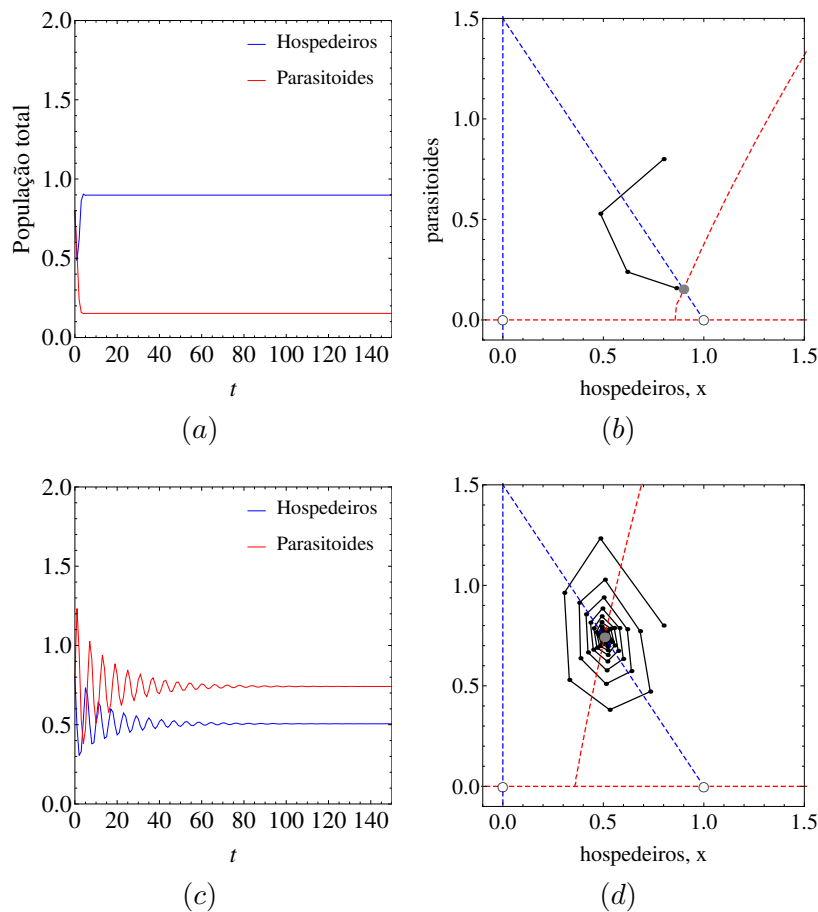 Hospedeiros
Parasitoides
População total
2.0
1.5
1.0
0.5
0.0
0 20 40 60 80 100 120 140
t
(a)
parasitoides
1.5
1.0
0.5
0.0
0.0 0.5 1.0 1.5
hospedeiros, x
(b)
Hospedeiros
Parasitoides
2.0
1.5
1.0
0.5
0.0
0 20 40 60 80 100 120 140
t
(c)
1.5
1.0
0.5
0.0
0.0 0.5 1.0 1.5
hospedeiros, x
(d)